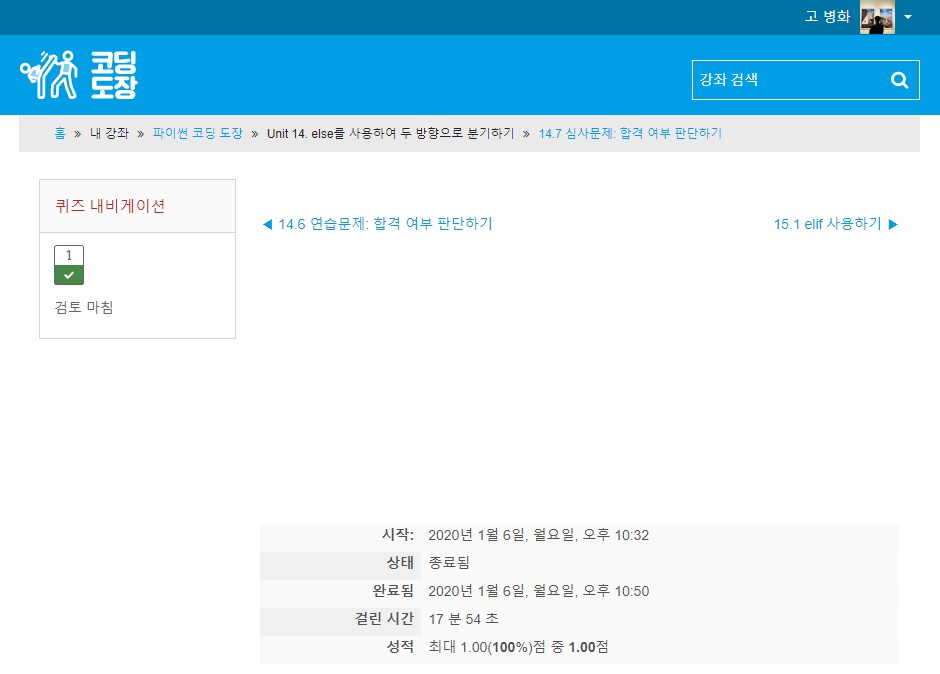 고 병화
코딩
도장
강좌 검색
홈 » 내 강좌 » 파이썬 코딩 도장 » Unit 14. else를 사용하여 두 방향으로 분기하기 » 14.7 심사문제: 합격 여부 판단하기
퀴즈 내비게이션
1
검토 마침
◀ 14.6 연습문제: 합격 여부 판단하기
15.1 elif 사용하기 ▶
시작: 2020년 1월 6일, 월요일, 오후 10:32
상태 종료됨
완료됨 2020년 1월 6일, 월요일, 오후 10:50
걸린 시간 17 분 54 초
성적 최대 1.00(100%)점 중 1.00점